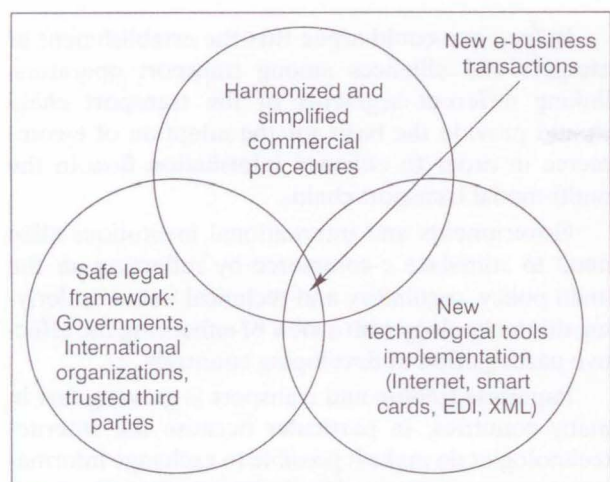 New e-business
transactions
Harmonized and
simplified
commercial
procedures
Safe legal
framework:
Governments,
international
organizations,
trusted third
parties
New
technological tools
implementation
(Internet, smart
cards, EDI, XML)